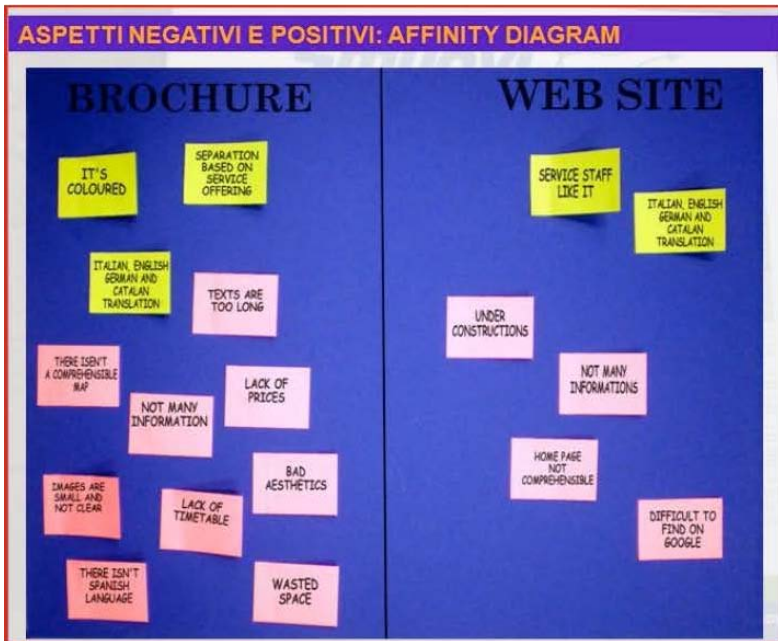 ASPETTI NEGATIVI E POSITIVI: AFFINITY DIAGRAM
BROCHURE
IT'S
COLOURED
SEPARATION
BASED ON
SERVICE
OFFERING
ITALIAN, ENGLISH
GERMAN AND
CATALAN
TRANSLATION
TEXTS ARE
TOO LONG
THERE ISEN'T
A COMPREHENSIBLE
MAP
NOT MANY
INFORMATION
LACK OF
PRICES
IMAGES ARE
SMALL AND
NOT CLEAR
LACK OF
TIMETABLE
BAD
AESTHETICS
THERE ISN'T
SPANISH
LANGUAGE
WASTED
SPACE
WEB SITE
SERVICE STAFF
LIKE IT
ITALIAN, ENGLISH
GERMAN AND
CATALAN
TRANSLATION
UNDER
CONSTRUCTIONS
NOT MANY
INFORMATIONS
HOME PAGE
NOT
COMPREHENSIBLE
DIFFICULT TO
FIND ON
GOOGLE